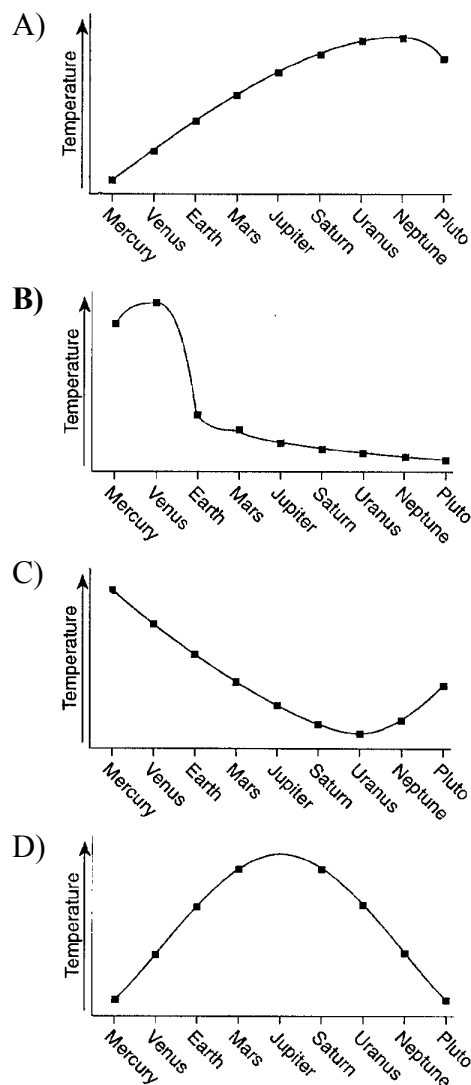 A)
Temperature
Mercury
Venus
Earth
Mars
Jupiter
Saturn
Uranus
Neptune
Pluto
B)
Temperature
Mercury
Venus
Earth
Mars
Jupiter
Saturn
Uranus
Neptune
Pluto
C)
Temperature
Mercury
Venus
Earth
Mars
Jupiter
Saturn
Uranus
Neptune
Pluto
D)
Temperature
Mercury
Venus
Earth
Mars
Jupiter
Saturn
Uranus
Neptune
Pluto